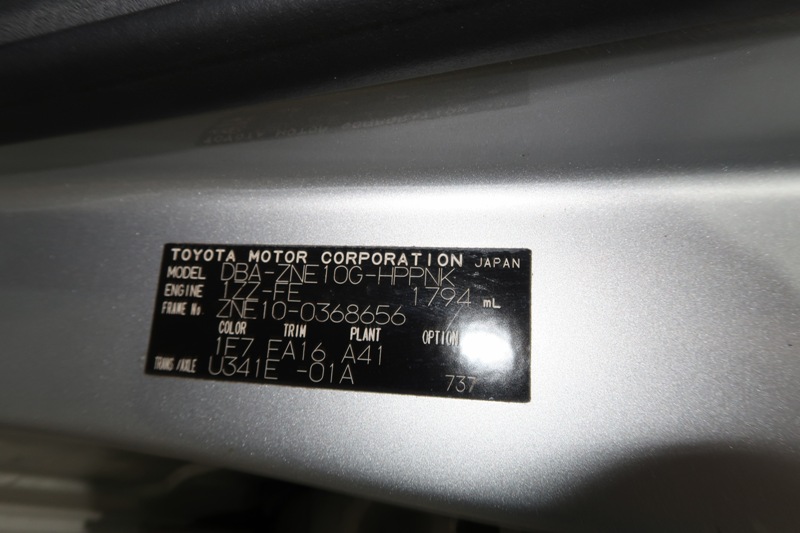 TOYOTA MOTOR CORPORATION JAPAN
MODEL DBA-ZNE10G-HPPNK
ENGINE 1ZZ-FE 1794 mL
FRAME No. ZNE10-0368656
COLOR TRIM PLANT OPTION
1F7 FA16 A41
TRANS/AXLE U341E -01A 737